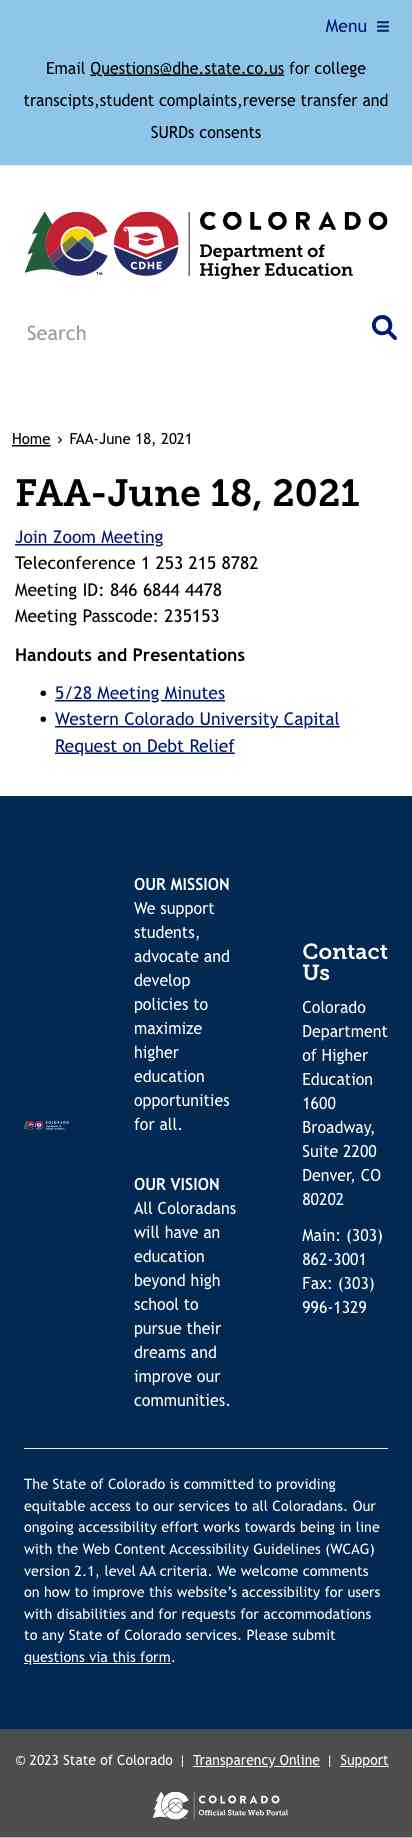 Menu
Email Questions@dhe.state.co.us for college
transcipts,student complaints,reverse transfer and
SURDs consents
COLORADO
Department of
Higher Education
CDHE
TM
Search
Home › FAA-June 18, 2021
FAA-June 18, 2021
Join Zoom Meeting
Teleconference 1 253 215 8782
Meeting ID: 846 6844 4478
Meeting Passcode: 235153
Handouts and Presentations
• 5/28 Meeting Minutes
• Western Colorado University Capital
Request on Debt Relief
COLORADO
OUR MISSION
We support
students,
advocate and
develop
policies to
maximize
higher
education
opportunities
for all.
OUR VISION
All Coloradans
will have an
education
beyond high
school to
pursue their
dreams and
improve our
communities.
Contact
Us
Colorado
Department
of Higher
Education
1600
Broadway,
Suite 2200
Denver, CO
80202
Main: (303)
862-3001
Fax: (303)
996-1329
The State of Colorado is committed to providing
equitable access to our services to all Coloradans. Our
ongoing accessibility effort works towards being in line
with the Web Content Accessibility Guidelines (WCAG)
version 2.1, level AA criteria. We welcome comments
on how to improve this website's accessibility for users
with disabilities and for requests for accommodations
to any State of Colorado services. Please submit
questions via this form.
© 2023 State of Colorado | Transparency Online | Support
COLORADO
Official State Web Portal